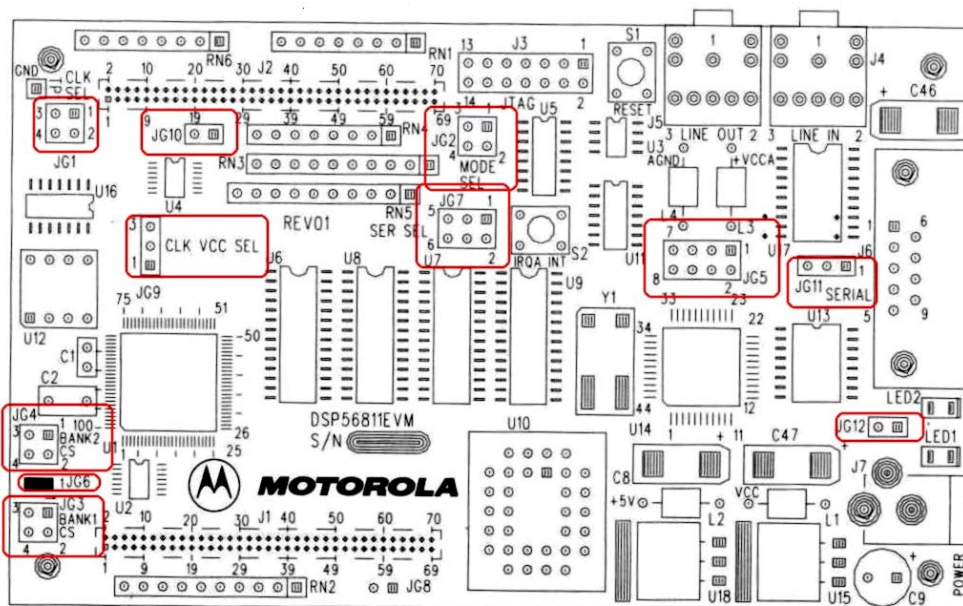 RN6
RN1
S1
13 J3 1
14 JTAG 2
RESET
1
1
J4
3 LINE OUT 2
3 LINE IN 2
J5
C46
GND
CLK
SEL
3 1
4 2
JG1
2 10 20 30 J2 40 50 60 70
1 9 19 29 39 49 59 69
JG10
RN4
RN3
RN5
U4
U16
REV01
3 1
JG2
4 2
MODE
SEL
U5
U3
AGND
+VCCA
L4
L3
U11
U17
SER SEL
JG7
5 1
6 2
U7
IRQA INT
S2
3
CLK VCC SEL
1
JG9
7 1
8 2
JG5
JG11
1
SERIAL
J6
1 6
5 9
U12
75 51
50
100
26
1 25
U1
U6
U8
U9
Y1
33 23
34 22
44 12
1 11
U14
U13
C1
C2
JG4
3 1
BANK2
CS
4 2
1 JG6
JG3
3 1
BANK1
CS
4 2
U2
DSP56811EVM
S/N
MOTOROLA
U10
LED2
LED1
JG12
C8
C47
+5V
VCC
L2
L1
U18
U15
J7
POWER
C9
2 10 20 30 J1 40 50 60 70
1 9 19 29 39 49 59 69
RN2
JG8